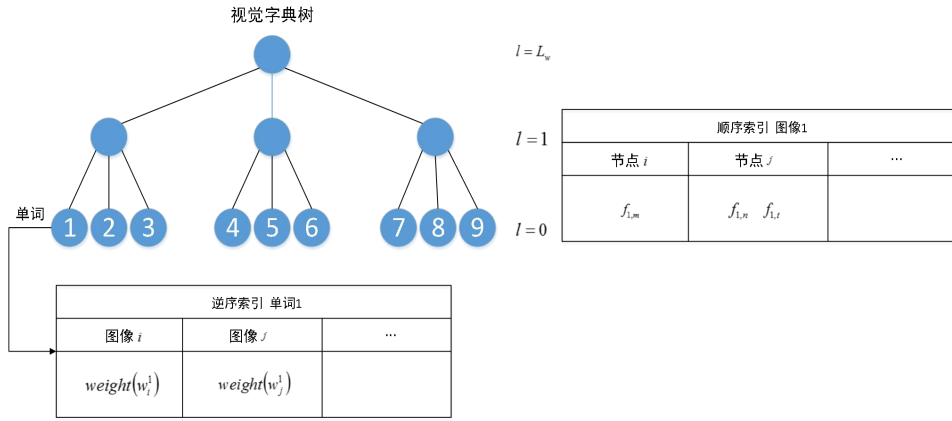 视觉字典树
l = L_w
l = 1
单词
1 2 3 4 5 6 7 8 9
l = 0
顺序索引 图像1
节点 i 节点 j ...
f_{1,m} f_{1,n} f_{1,t}
逆序索引 单词1
图像 i 图像 j ...
weight(w_i^1) weight(w_j^1)